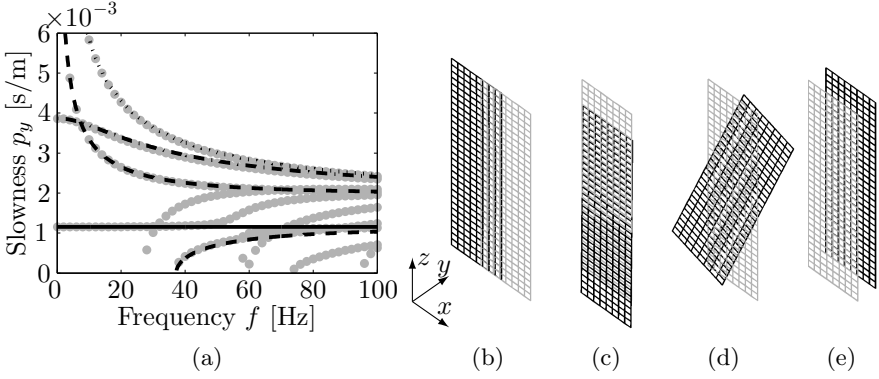 ×10⁻³
6
5
4
3
2
1
0
Slowness p_y [s/m]
0 20 40 60 80 100
Frequency f [Hz]
z
y
x
(a) (b) (c) (d) (e)